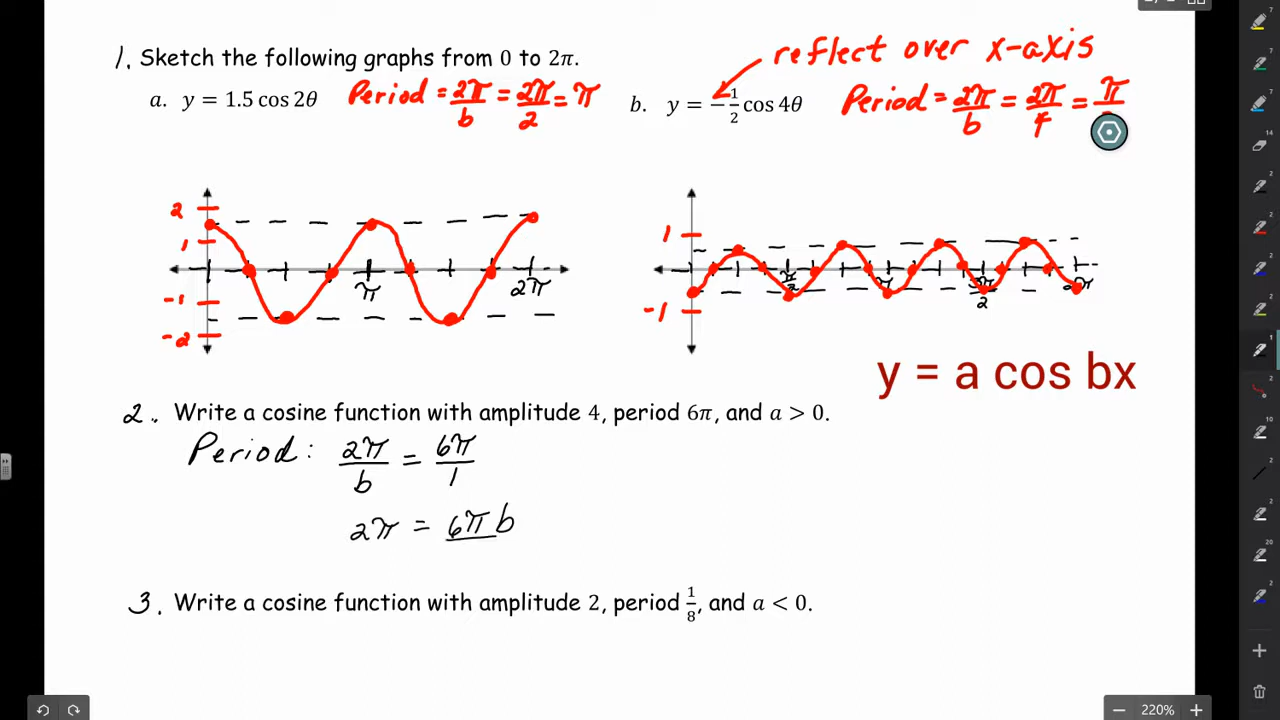 1. Sketch the following graphs from 0 to 2π.
reflect over x-axis
a. y = 1.5 cos 2θ Period = 2π/b = 2π/2 = π
b. y = −1/2 cos 4θ Period = 2π/b = 2π/4 = π
2
1
-1
-2
π
2π
1
-1
π/2
π
3π/2
2π
y = a cos bx
2. Write a cosine function with amplitude 4, period 6π, and a > 0.
Period: 2π/b = 6π/1
2π = 6πb
3. Write a cosine function with amplitude 2, period 1/8, and a < 0.
220%